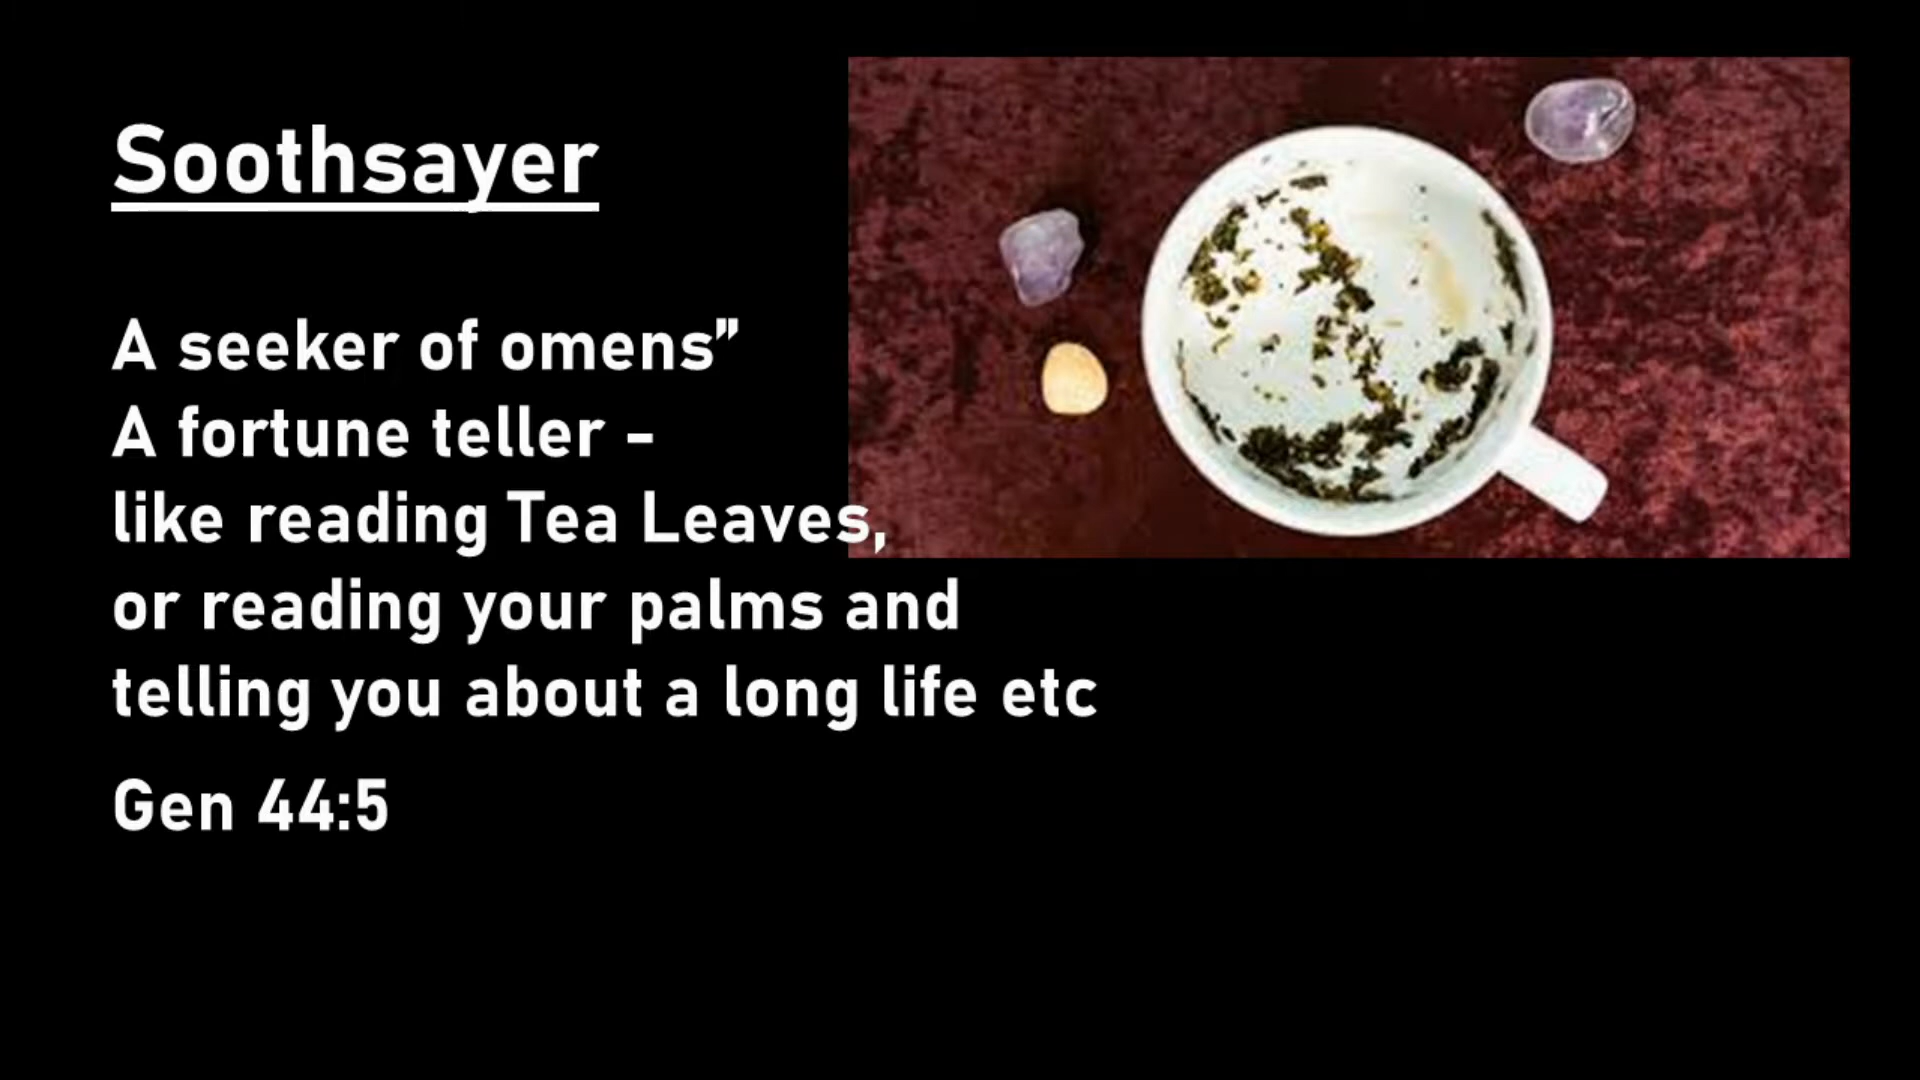 Soothsayer
A seeker of omens”
A fortune teller -
like reading Tea Leaves,
or reading your palms and
telling you about a long life etc
Gen 44:5